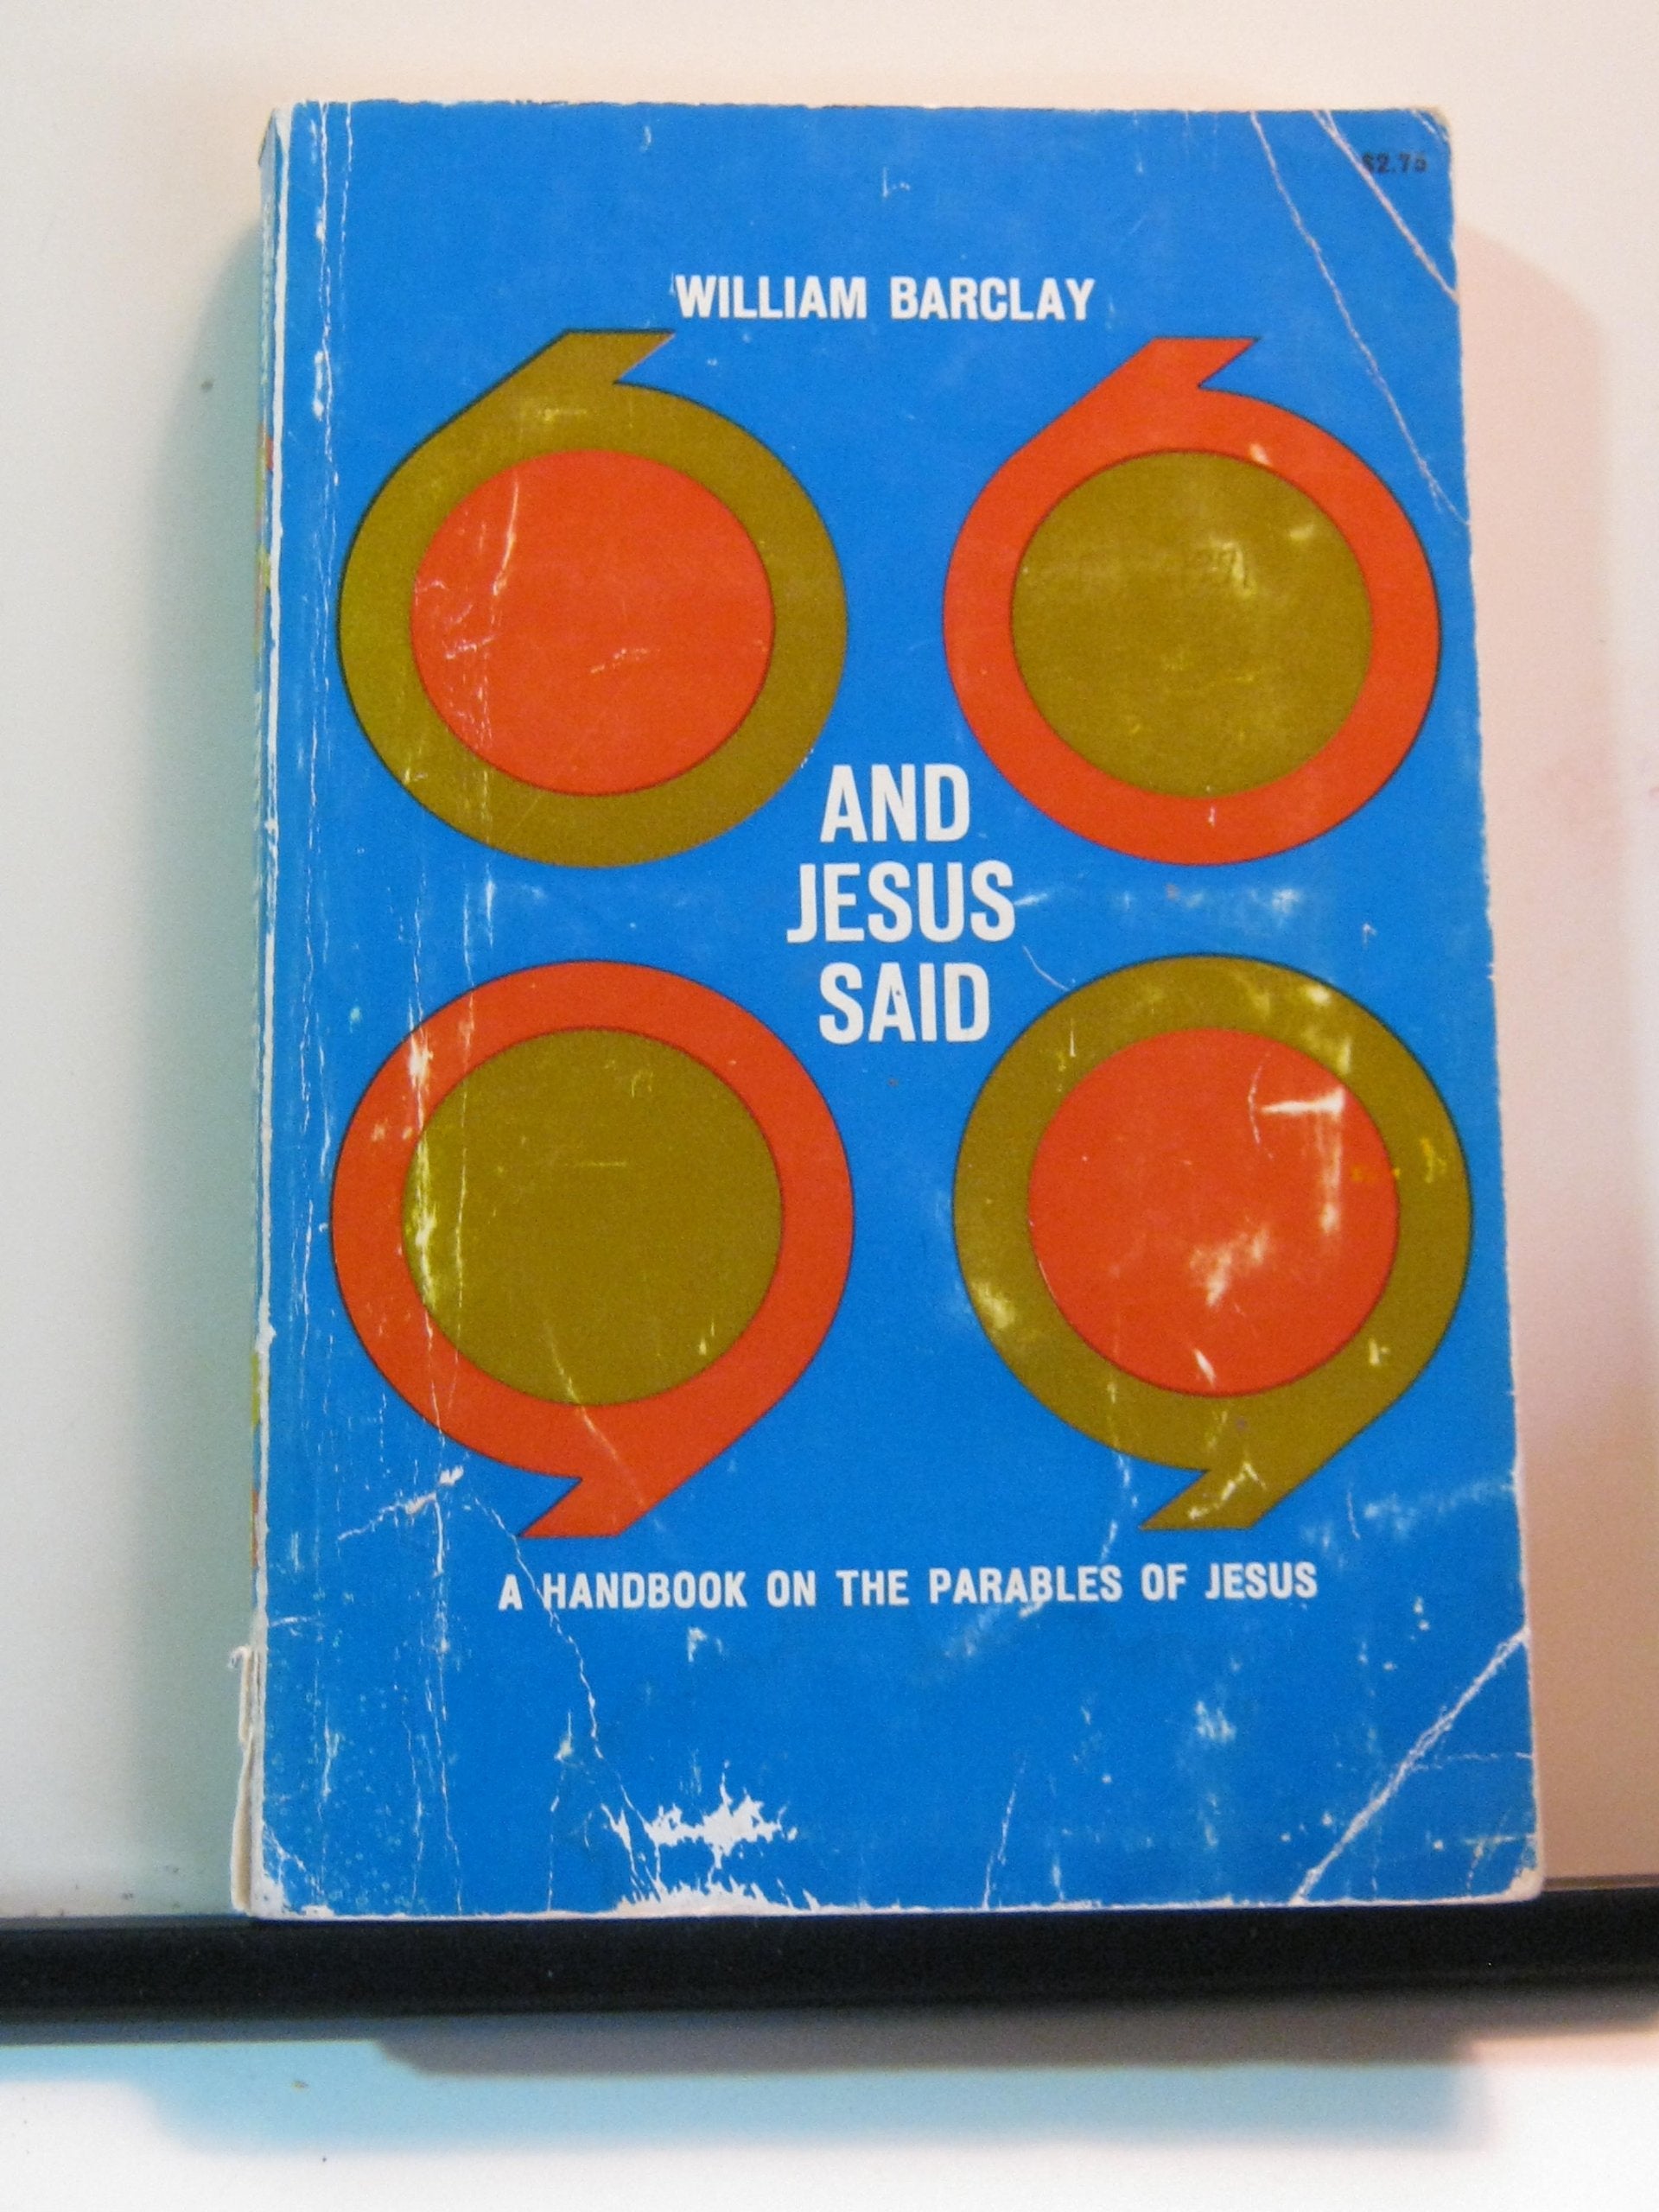 $2.75
WILLIAM BARCLAY
AND
JESUS
SAID
A HANDBOOK ON THE PARABLES OF JESUS